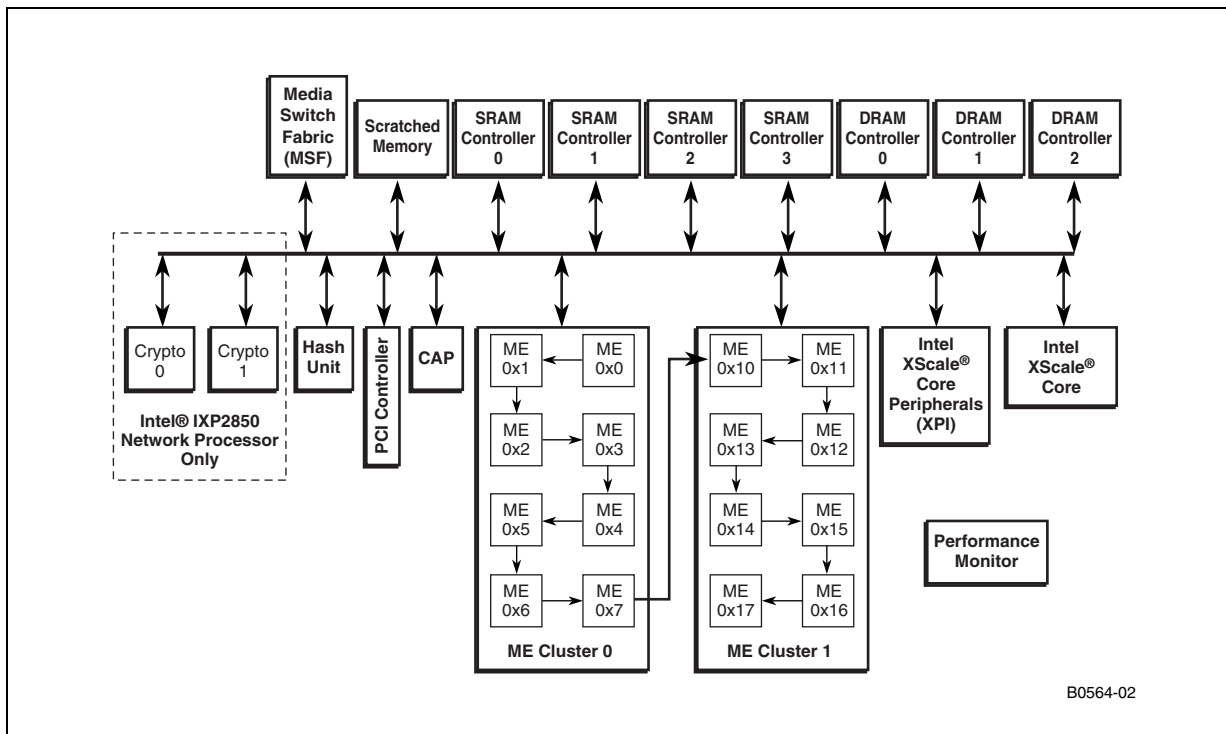 Media
Switch
Fabric
(MSF)
Scratched
Memory
SRAM
Controller
0
SRAM
Controller
1
SRAM
Controller
2
SRAM
Controller
3
DRAM
Controller
0
DRAM
Controller
1
DRAM
Controller
2
Crypto
0
Crypto
1
Intel® IXP2850
Network Processor
Only
Hash
Unit
PCI Controller
CAP
ME
0x1
ME
0x0
ME
0x2
ME
0x3
ME
0x5
ME
0x4
ME
0x6
ME
0x7
ME Cluster 0
ME
0x10
ME
0x11
ME
0x13
ME
0x12
ME
0x14
ME
0x15
ME
0x17
ME
0x16
ME Cluster 1
Intel
XScale®
Core
Peripherals
(XPI)
Intel
XScale®
Core
Performance
Monitor
B0564-02